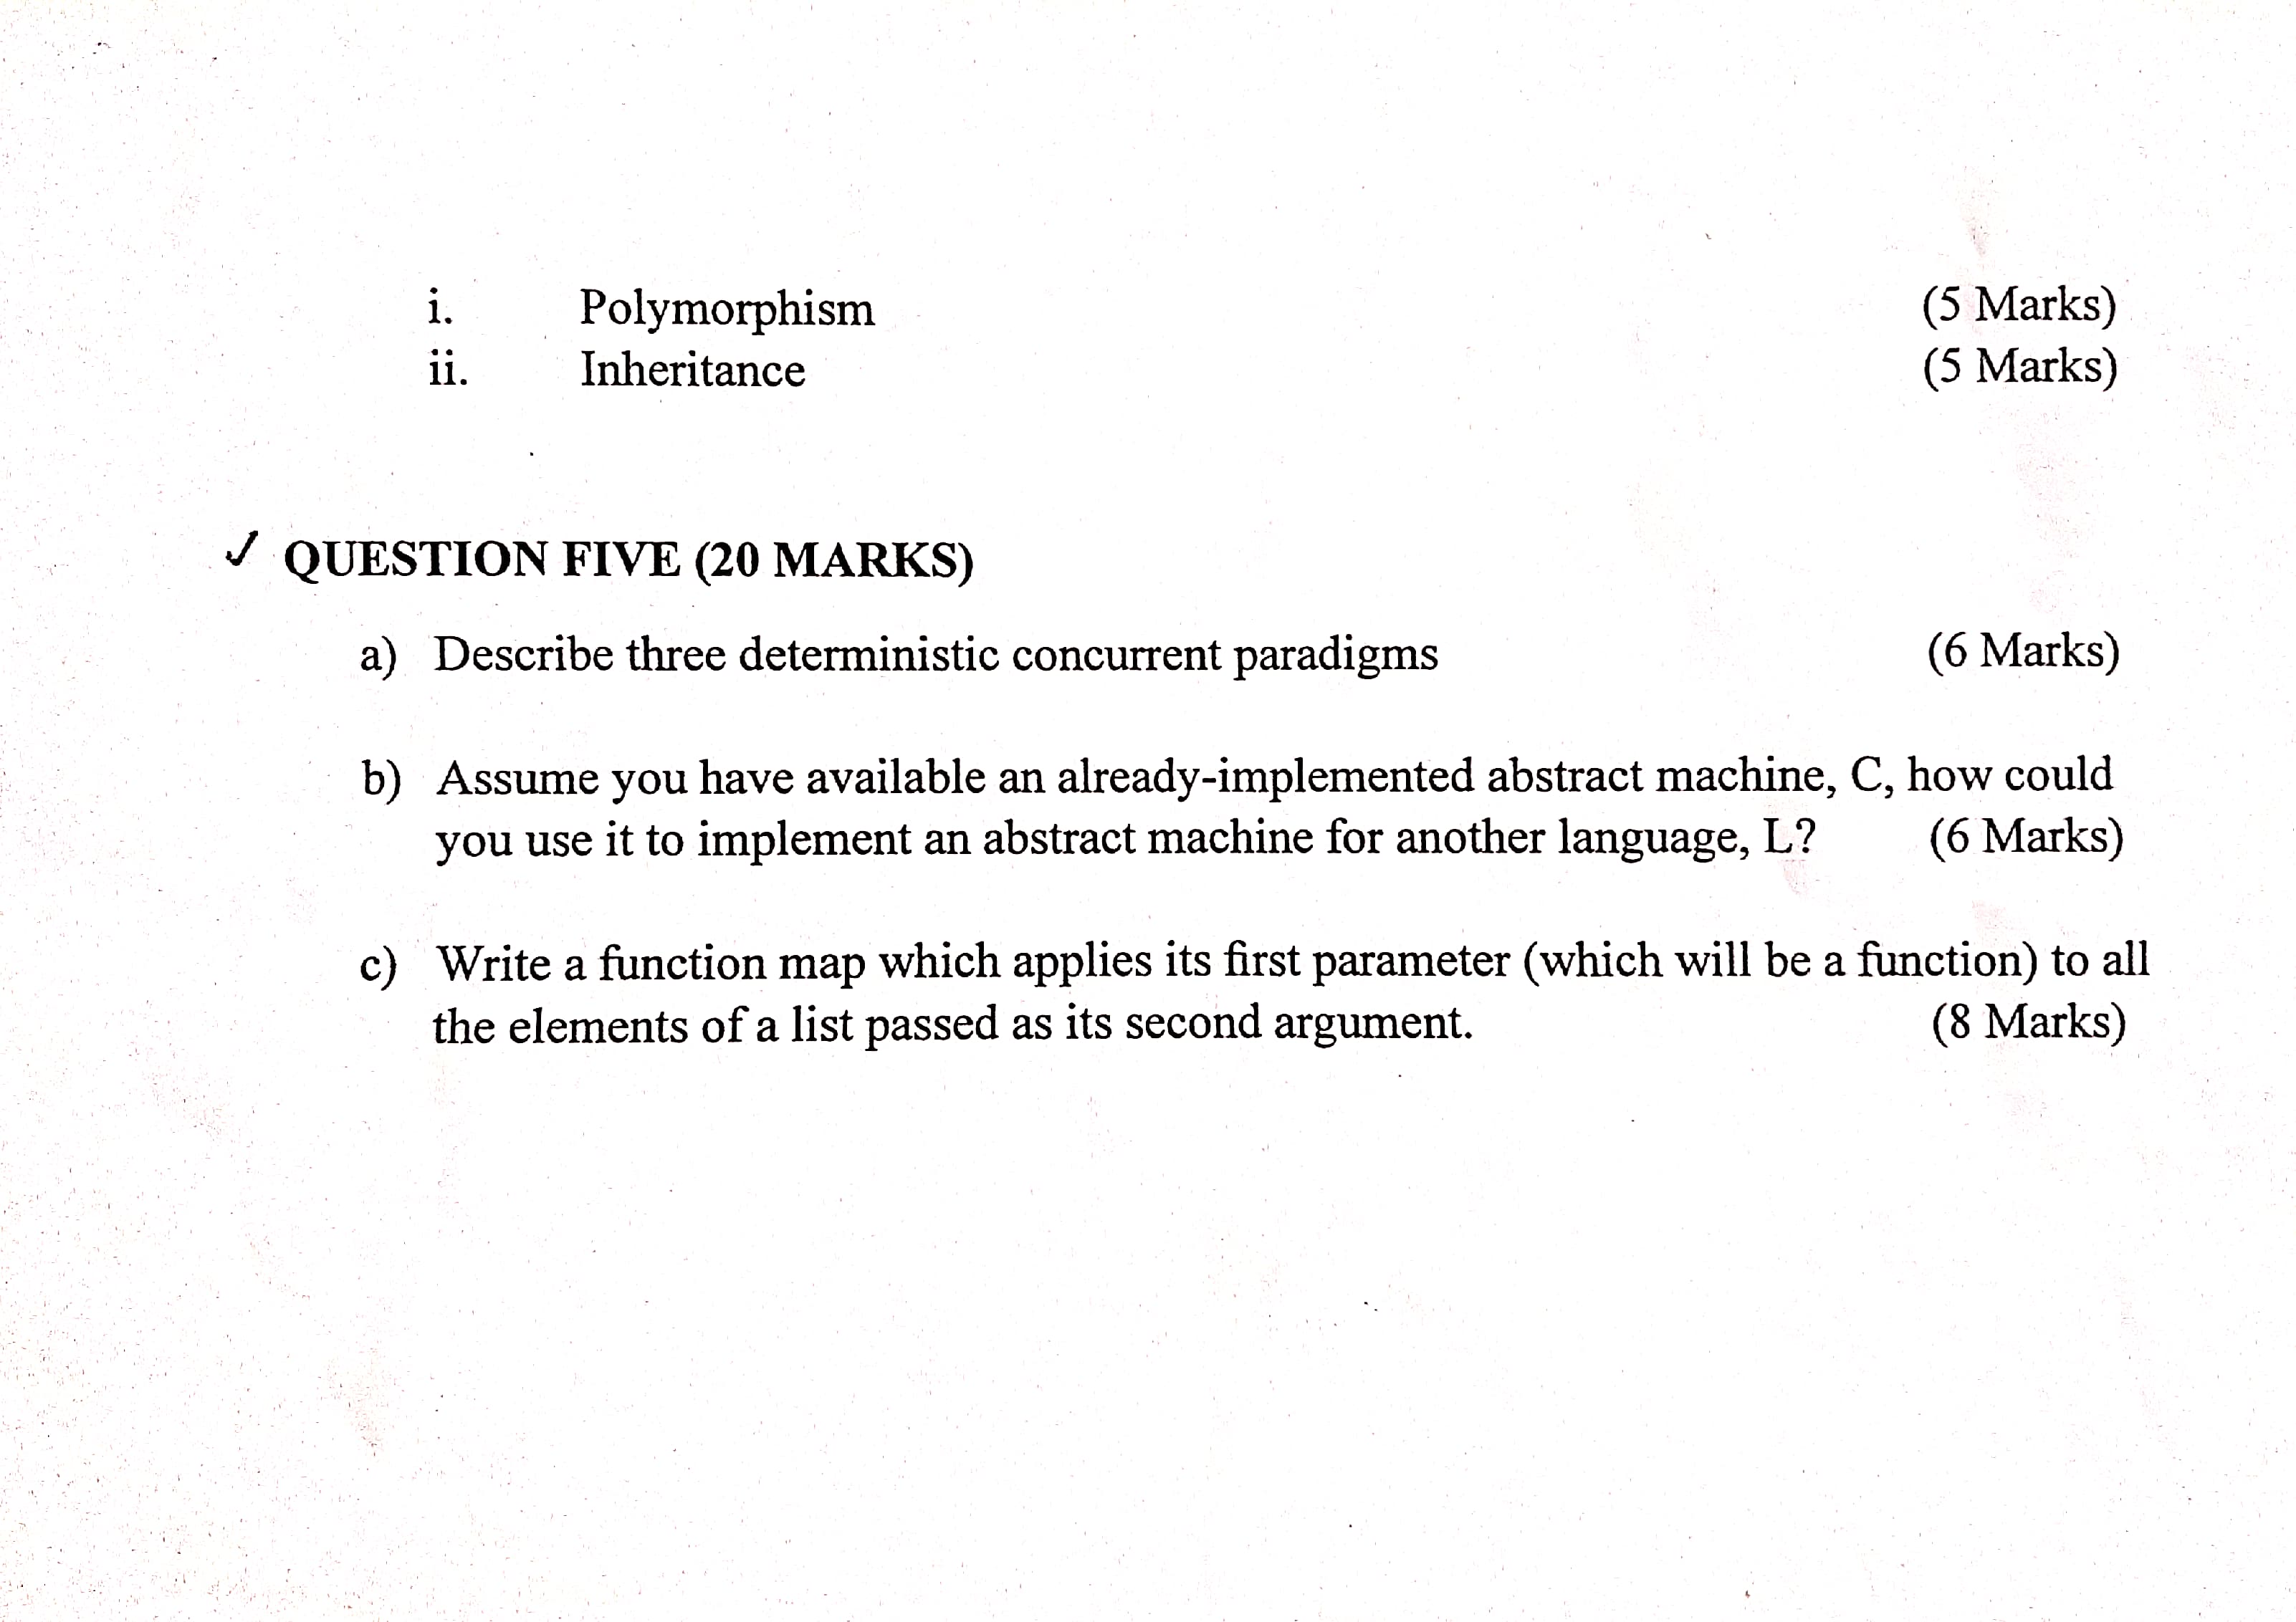 i. Polymorphism (5 Marks)
ii. Inheritance (5 Marks)
✓ QUESTION FIVE (20 MARKS)
a) Describe three deterministic concurrent paradigms (6 Marks)
b) Assume you have available an already-implemented abstract machine, C, how could
you use it to implement an abstract machine for another language, L? (6 Marks)
c) Write a function map which applies its first parameter (which will be a function) to all
the elements of a list passed as its second argument. (8 Marks)